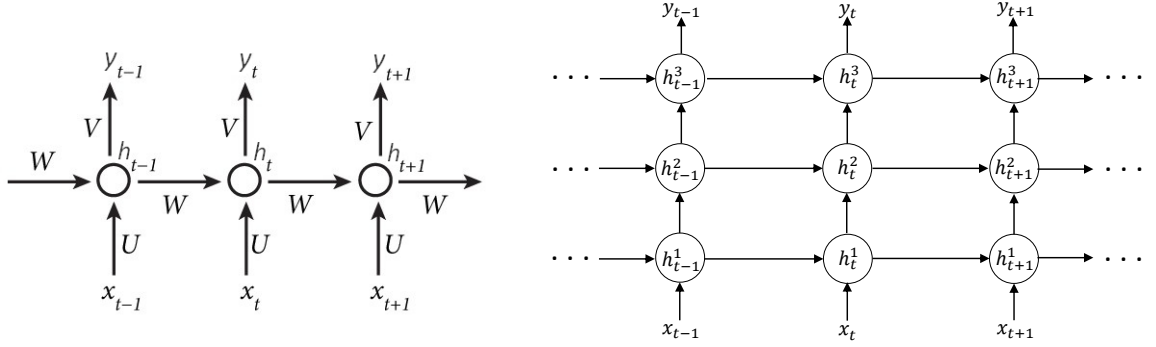 y_{t-1} y_t y_{t+1}
V V V
h_{t-1} h_t h_{t+1}
W W W W
U U U
x_{t-1} x_t x_{t+1}
y_{t-1} y_t y_{t+1}
... h^3_{t-1} h^3_t h^3_{t+1} ...
... h^2_{t-1} h^2_t h^2_{t+1} ...
... h^1_{t-1} h^1_t h^1_{t+1} ...
x_{t-1} x_t x_{t+1}